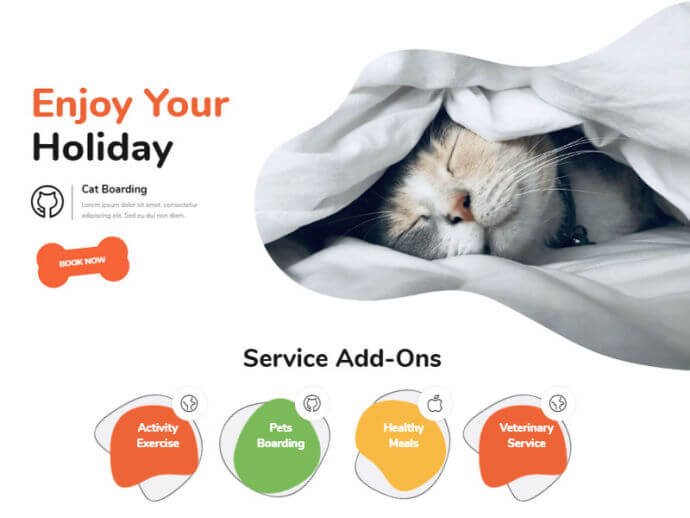 Enjoy Your
Holiday
Cat Boarding
Lorem ipsum dolor sit amet, consectetur
adipiscing elit. Sed eu dui non diam.
BOOK NOW
Service Add-Ons
Activity
Exercise
Pets
Boarding
Healthy
Meals
Veterinary
Service